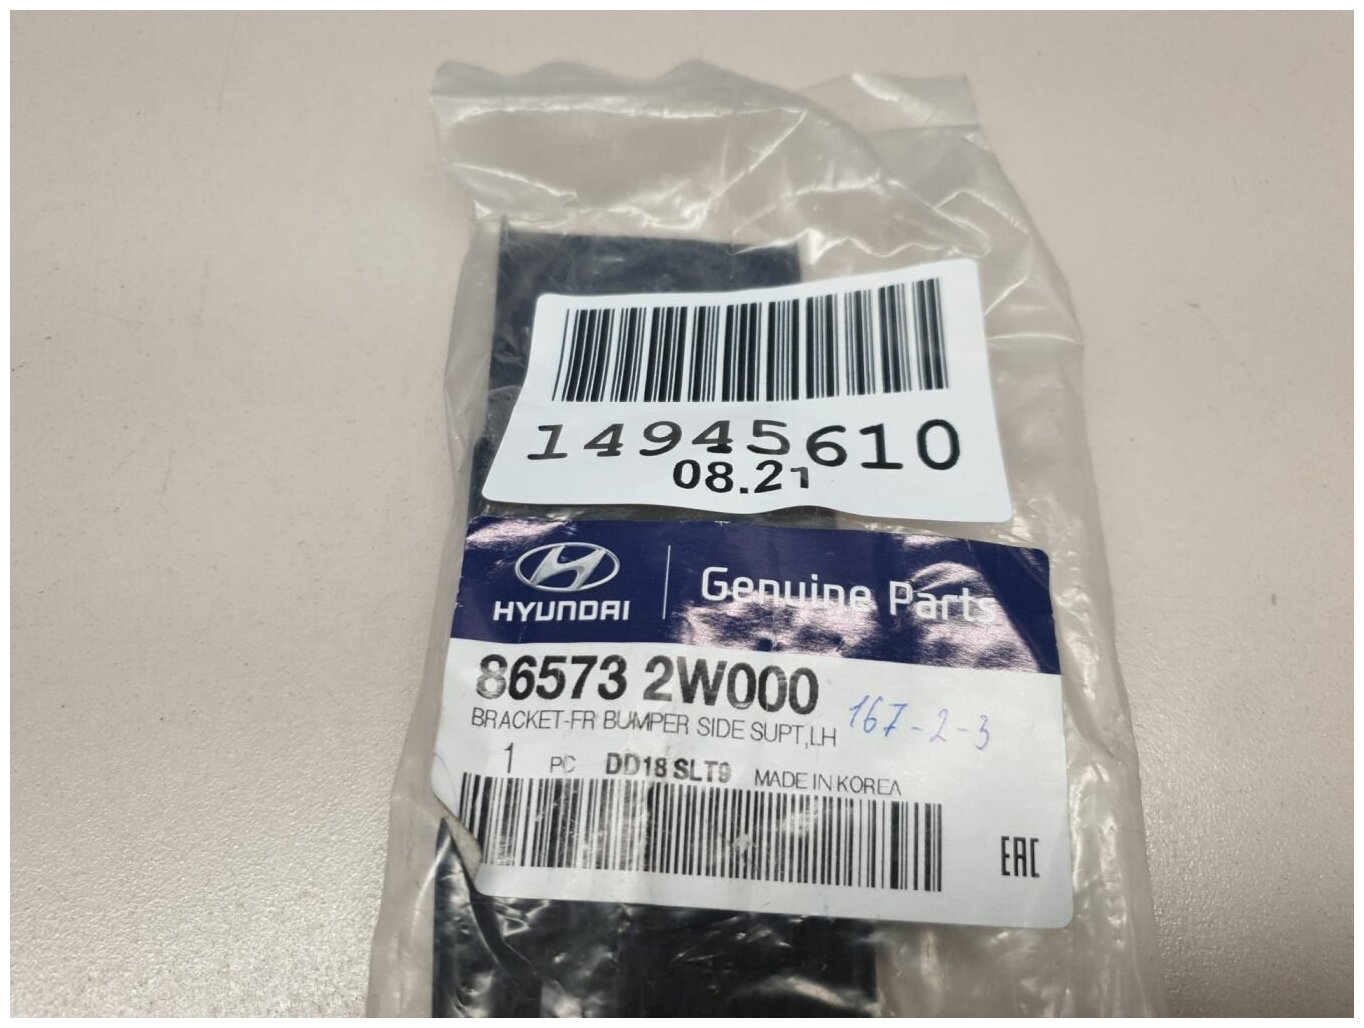 14945610
08.21
HYUNDAI
Genuine Parts
86573 2W000
BRACKET-FR BUMPER SIDE SUPT,LH
167-2-3
1 PC DD18 SLT9 MADE IN KOREA
EAC